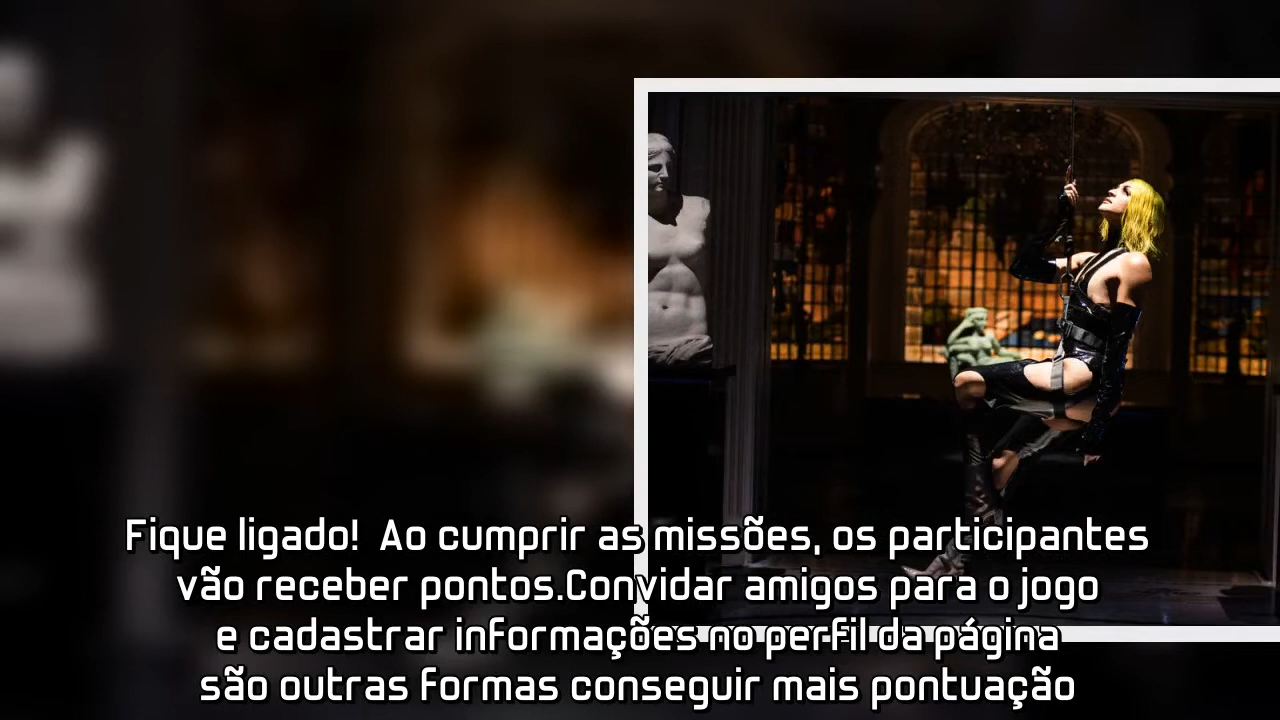 Fique ligado!  Ao cumprir as missões, os participantes
vão receber pontos.Convidar amigos para o jogo
e cadastrar informações no perfil da página
são outras formas conseguir mais pontuação